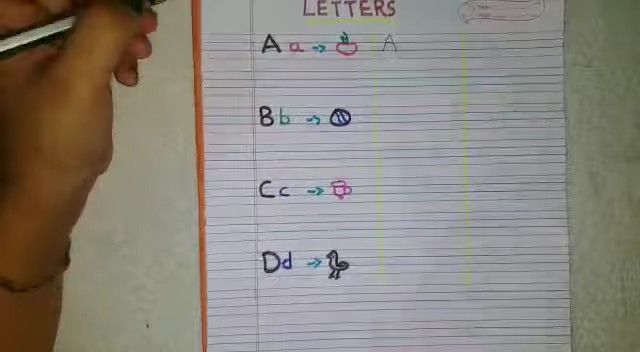 LETTERS
A a → A
B b →
C c →
D d →